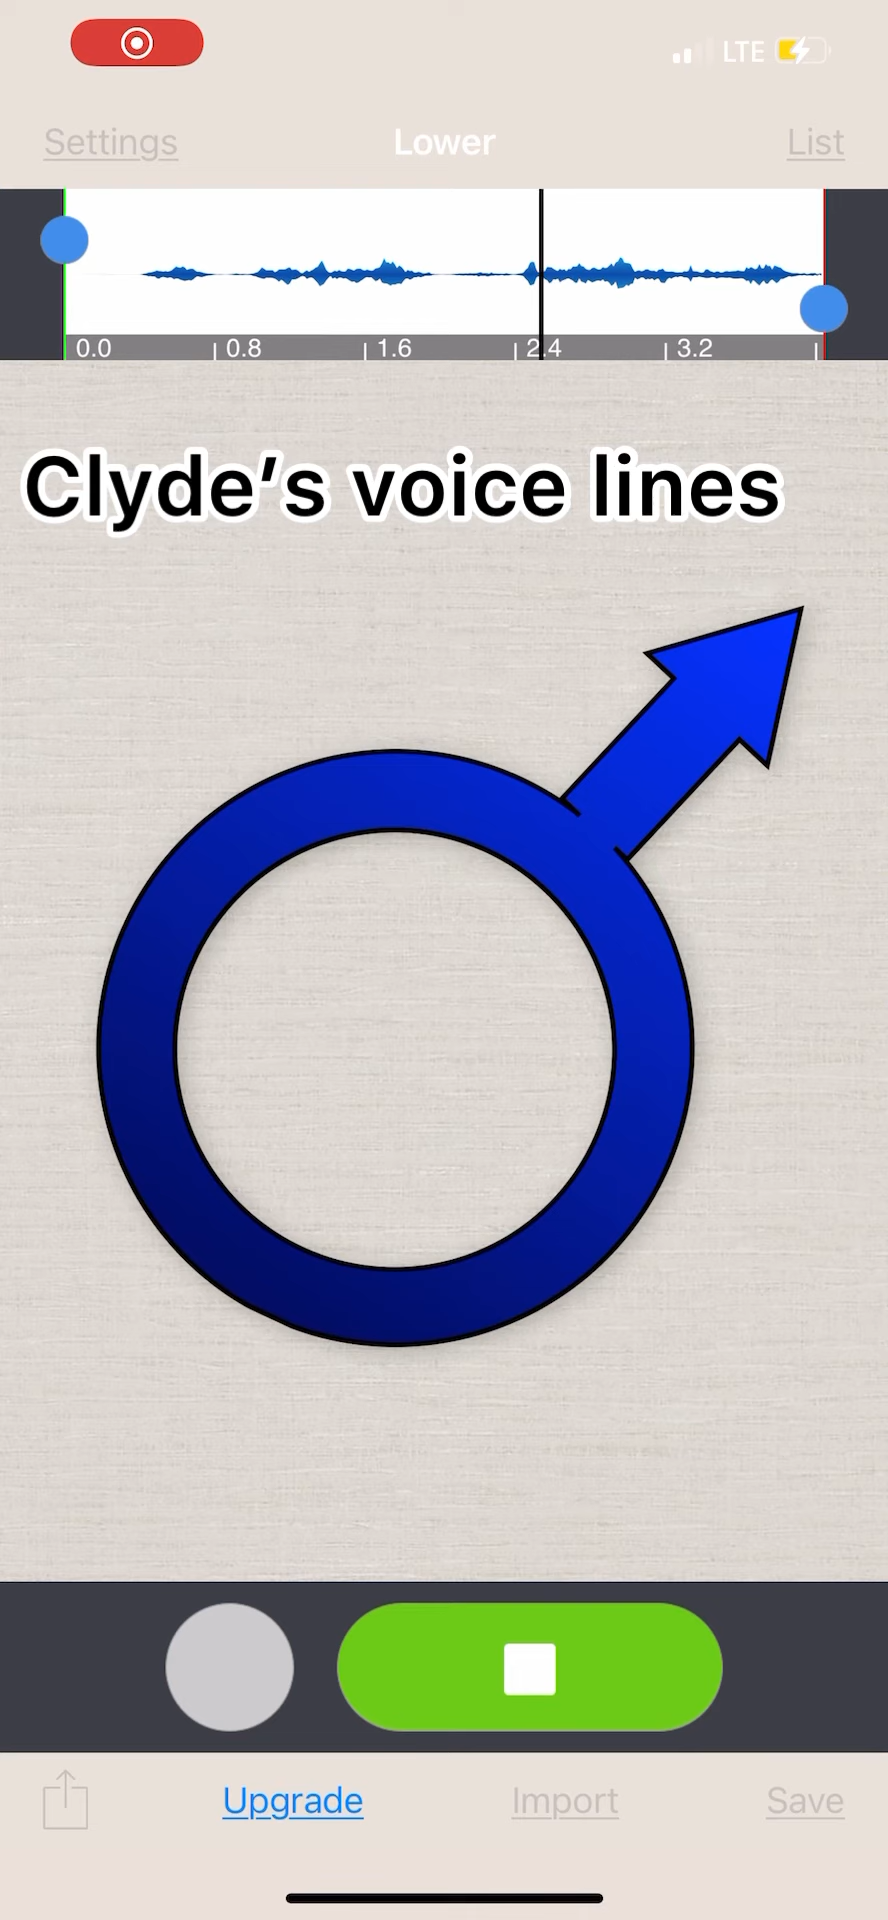 LTE
Settings Lower List
0.0 0.8 1.6 2.4 3.2
Clyde’s voice lines
Upgrade Import Save